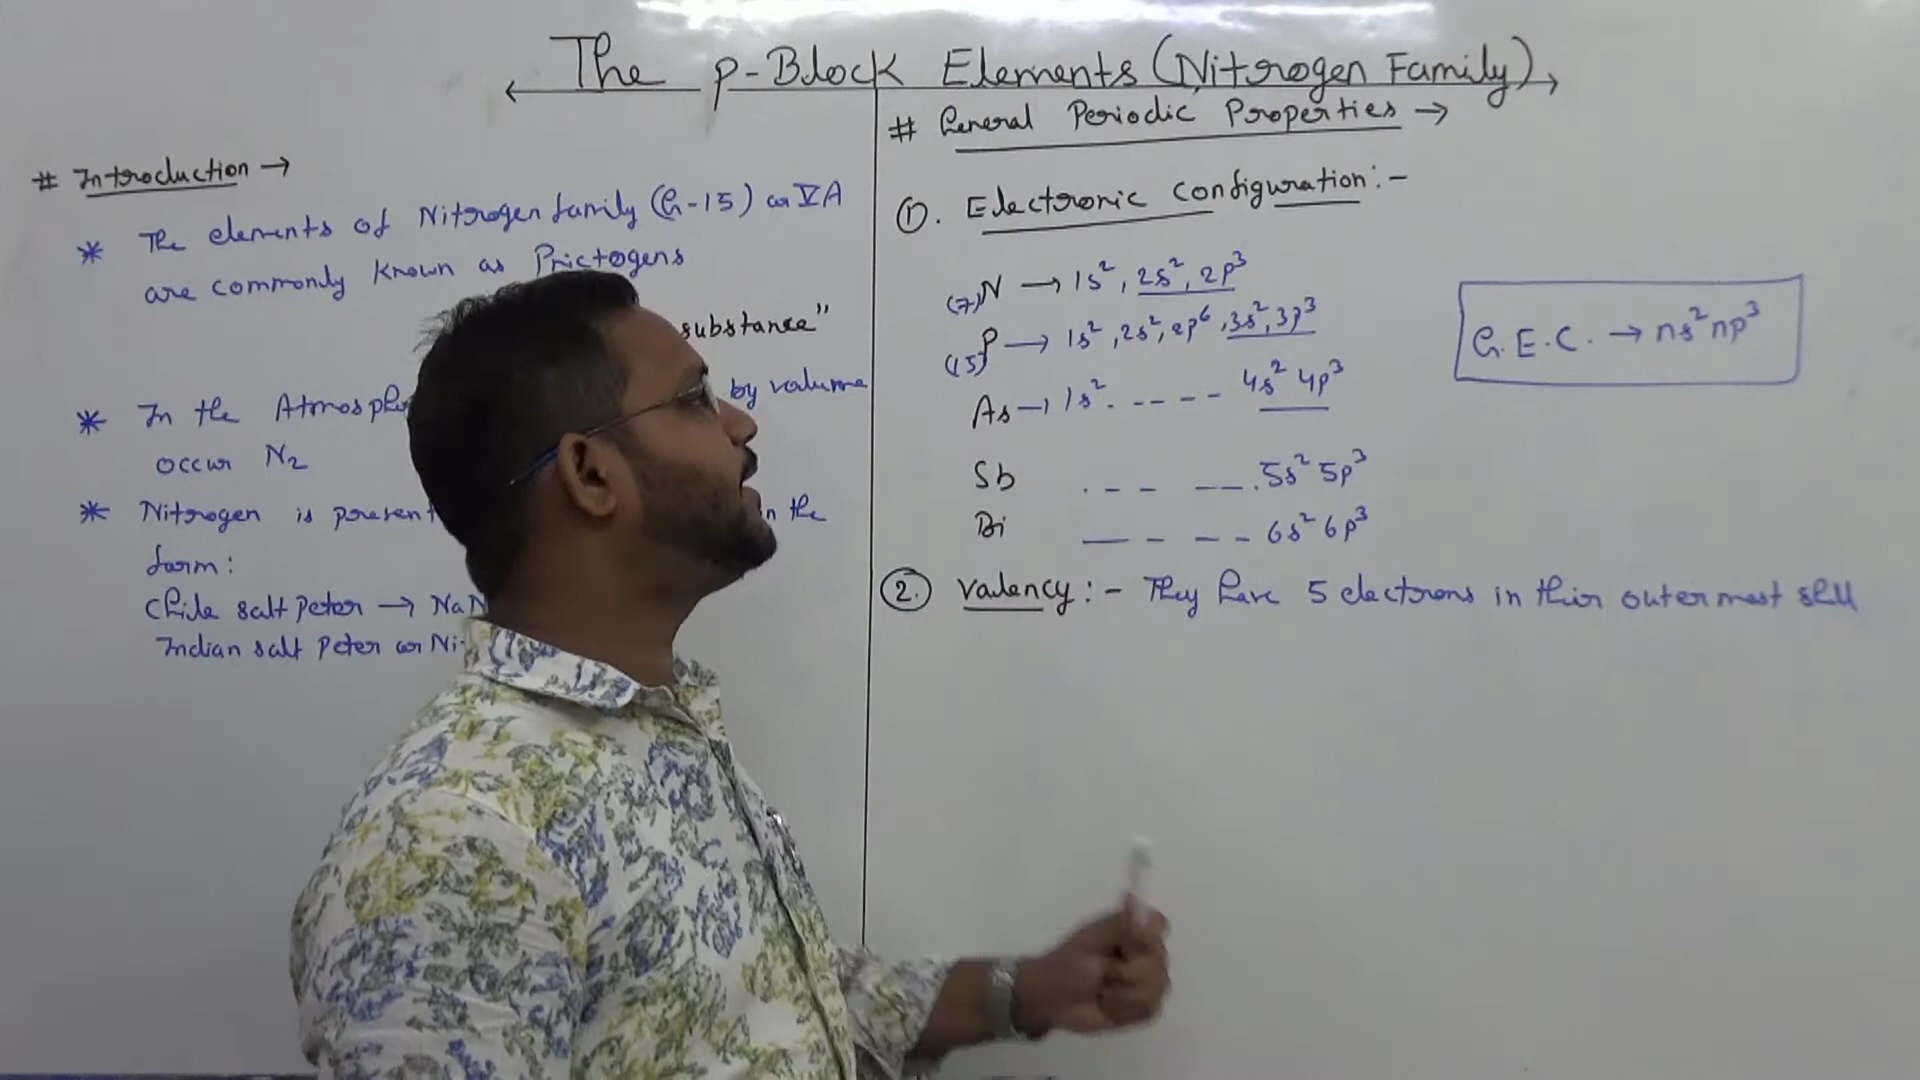 The p-Block Elements (Nitrogen Family)
# Introduction →
* The elements of Nitrogen family (G-15) or VA
are commonly known as Pnictogens
substance"
* In the Atmosph by volume
occur N₂
* Nitrogen is present in the
form:
Chile salt Peter → NaN
Indian salt Peter or Ni
# General Periodic Properties →
①. Electronic configuration:-
(7)N → 1s², 2s², 2p³
(15)P → 1s², 2s², 2p⁶, 3s², 3p³
As → 1s². ---- 4s² 4p³
Sb .-- --. 5s² 5p³
Bi -- -- -- 6s² 6p³
G.E.C. → ns² np³
②. Valency:- They have 5 electrons in thier outermost shell